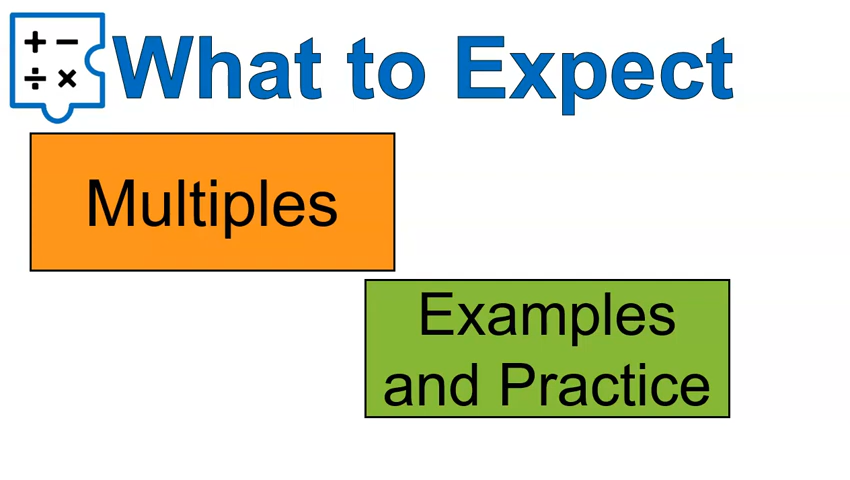 + −
÷ ×
What to Expect
Multiples
Examples
and Practice